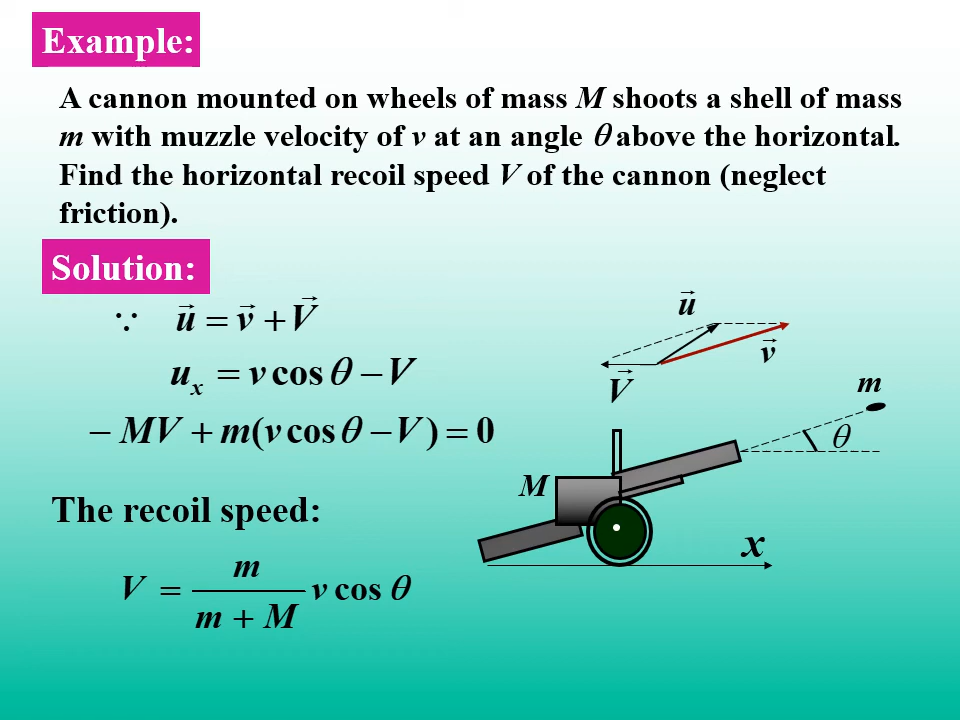 Example:
A cannon mounted on wheels of mass M shoots a shell of mass
m with muzzle velocity of v at an angle θ above the horizontal.
Find the horizontal recoil speed V of the cannon (neglect
friction).
Solution:
∵ u⃗ = v⃗ + V⃗
uₓ = v cos θ − V
− MV + m(v cos θ − V) = 0
The recoil speed:
V = m / (m + M) v cos θ
u⃗
v⃗
V⃗
m
θ
M
x